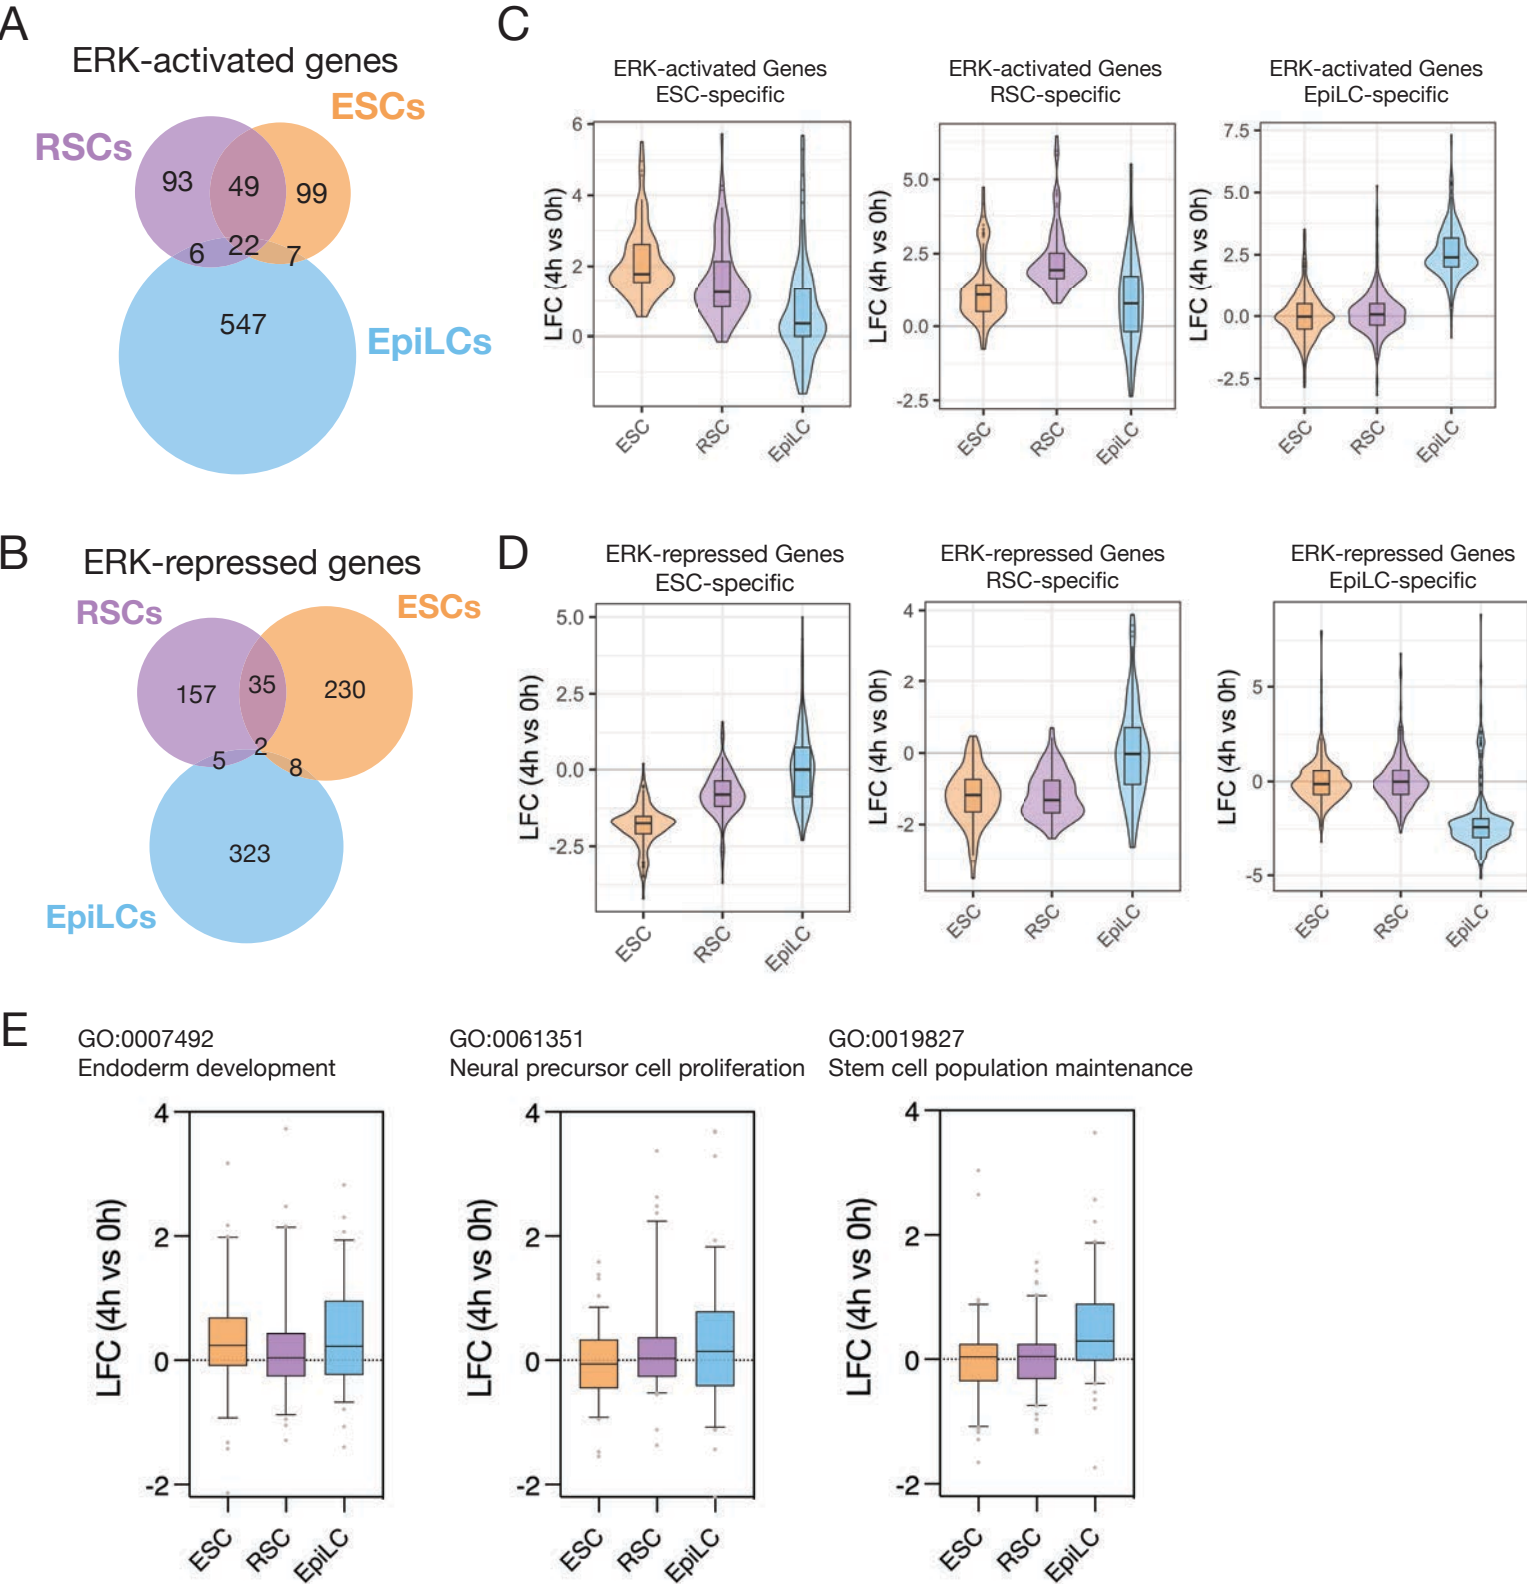 A
ERK-activated genes
ESCs
RSCs
93
49
99
6
22
7
547
EpiLCs
C
ERK-activated Genes
ESC-specific
LFC (4h vs 0h)
6
4
2
0
ESC
RSC
EpiLC
ERK-activated Genes
RSC-specific
LFC (4h vs 0h)
5.0
2.5
0.0
-2.5
ESC
RSC
EpiLC
ERK-activated Genes
EpiLC-specific
LFC (4h vs 0h)
7.5
5.0
2.5
0.0
-2.5
ESC
RSC
EpiLC
B
ERK-repressed genes
RSCs
ESCs
157
35
230
5
2
8
323
EpiLCs
D
ERK-repressed Genes
ESC-specific
LFC (4h vs 0h)
5.0
2.5
0.0
-2.5
ESC
RSC
EpiLC
ERK-repressed Genes
RSC-specific
LFC (4h vs 0h)
4
2
0
-2
ESC
RSC
EpiLC
ERK-repressed Genes
EpiLC-specific
LFC (4h vs 0h)
5
0
-5
ESC
RSC
EpiLC
E
GO:0007492
Endoderm development
LFC (4h vs 0h)
4
2
0
-2
ESC
RSC
EpiLC
GO:0061351
Neural precursor cell proliferation
LFC (4h vs 0h)
4
2
0
-2
ESC
RSC
EpiLC
GO:0019827
Stem cell population maintenance
LFC (4h vs 0h)
4
2
0
-2
ESC
RSC
EpiLC